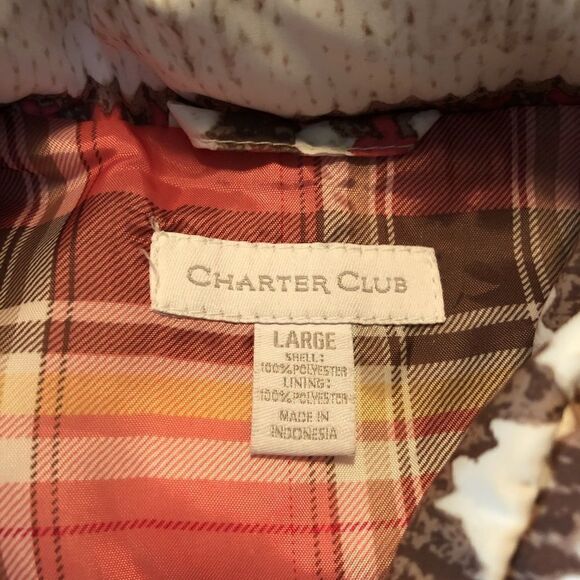 CHARTER CLUB
LARGE
SHELL:
100% POLYESTER
LINING:
100% POLYESTER
MADE IN
INDONESIA